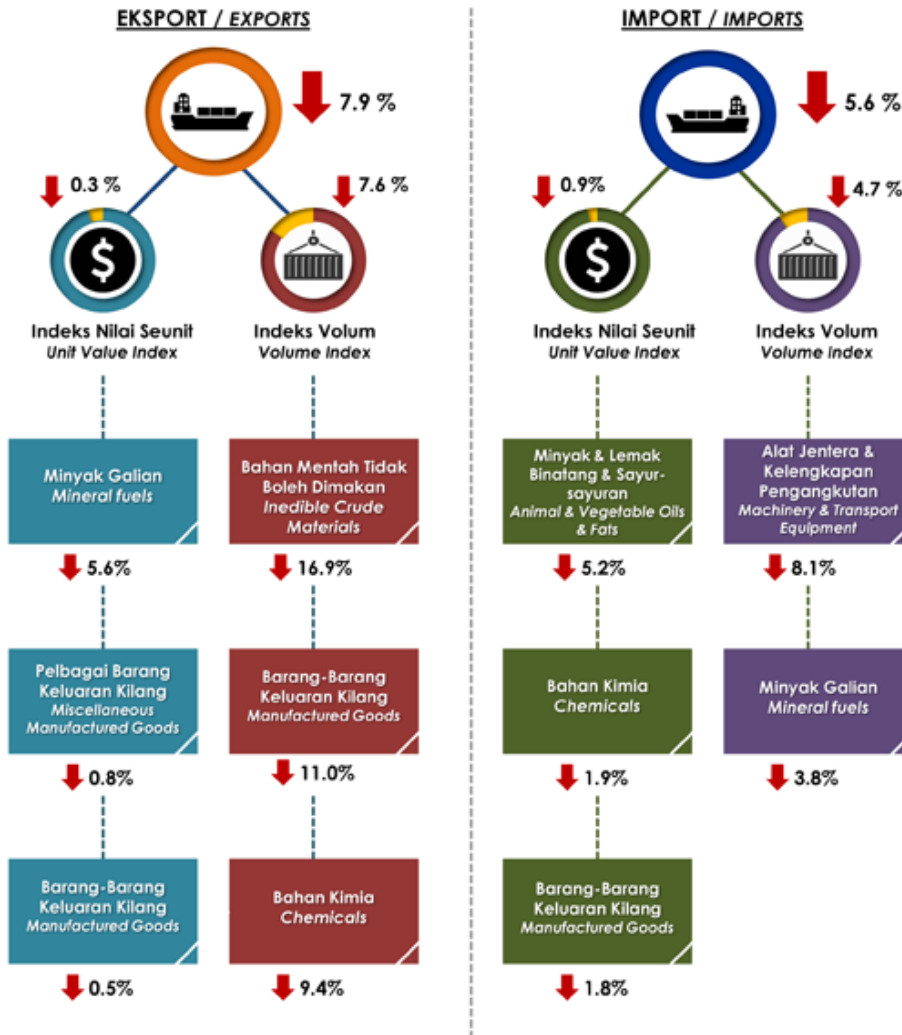 EKSPORT / EXPORTS
7.9 %
0.3 %
7.6 %
$
Indeks Nilai Seunit
Unit Value Index
Indeks Volum
Volume Index
Minyak Galian
Mineral fuels
5.6%
Bahan Mentah Tidak
Boleh Dimakan
Inedible Crude
Materials
16.9%
Pelbagai Barang
Keluaran Kilang
Miscellaneous
Manufactured Goods
0.8%
Barang-Barang
Keluaran Kilang
Manufactured Goods
11.0%
Barang-Barang
Keluaran Kilang
Manufactured Goods
0.5%
Bahan Kimia
Chemicals
9.4%
IMPORT / IMPORTS
5.6 %
0.9%
4.7 %
$
Indeks Nilai Seunit
Unit Value Index
Indeks Volum
Volume Index
Minyak & Lemak
Binatang & Sayur-
sayuran
Animal & Vegetable Oils
& Fats
5.2%
Alat Jentera &
Kelengkapan
Pengangkutan
Machinery & Transport
Equipment
8.1%
Bahan Kimia
Chemicals
1.9%
Minyak Galian
Mineral fuels
3.8%
Barang-Barang
Keluaran Kilang
Manufactured Goods
1.8%